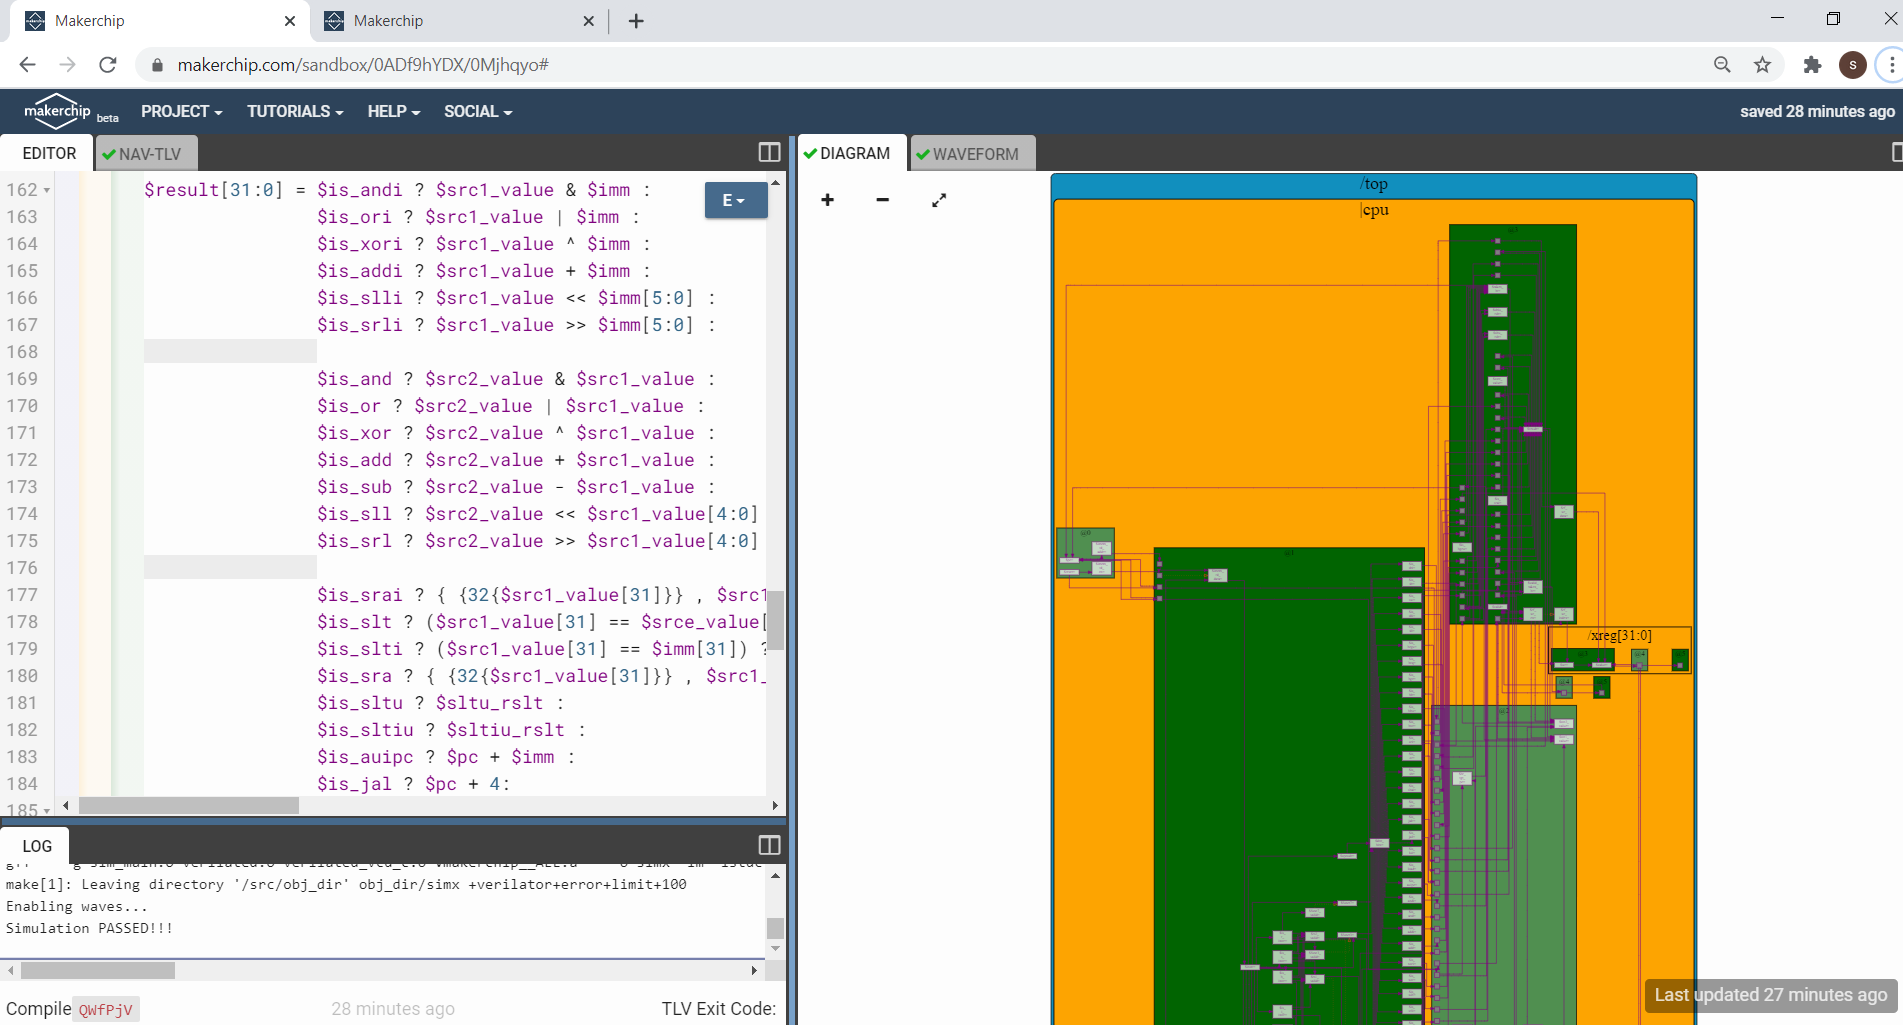 Makerchip
Makerchip
makerchip.com/sandbox/0ADf9hYDX/0Mjhqyo#
S
makerchip beta PROJECT TUTORIALS HELP SOCIAL saved 28 minutes ago
EDITOR NAV-TLV
DIAGRAM WAVEFORM
E
162 $result[31:0] = $is_andi ? $src1_value & $imm :
163 $is_ori ? $src1_value | $imm :
164 $is_xori ? $src1_value ^ $imm :
165 $is_addi ? $src1_value + $imm :
166 $is_slli ? $src1_value << $imm[5:0] :
167 $is_srli ? $src1_value >> $imm[5:0] :
168
169 $is_and ? $src2_value & $src1_value :
170 $is_or ? $src2_value | $src1_value :
171 $is_xor ? $src2_value ^ $src1_value :
172 $is_add ? $src2_value + $src1_value :
173 $is_sub ? $src2_value - $src1_value :
174 $is_sll ? $src2_value << $src1_value[4:0]
175 $is_srl ? $src2_value >> $src1_value[4:0]
176
177 $is_srai ? { {32{$src1_value[31]}} , $src1
178 $is_slt ? ($src1_value[31] == $srce_value[
179 $is_slti ? ($src1_value[31] == $imm[31]) ?
180 $is_sra ? { {32{$src1_value[31]}} , $src1_
181 $is_sltu ? $sltu_rslt :
182 $is_sltiu ? $sltiu_rslt :
183 $is_auipc ? $pc + $imm :
184 $is_jal ? $pc + 4:
185
LOG
make[1]: Leaving directory '/src/obj_dir' obj_dir/simx +verilator+error+limit+100
Enabling waves...
Simulation PASSED!!!
Compile QWfPjV 28 minutes ago TLV Exit Code:
/top
|cpu
/xreg[31:0]
Last updated 27 minutes ago